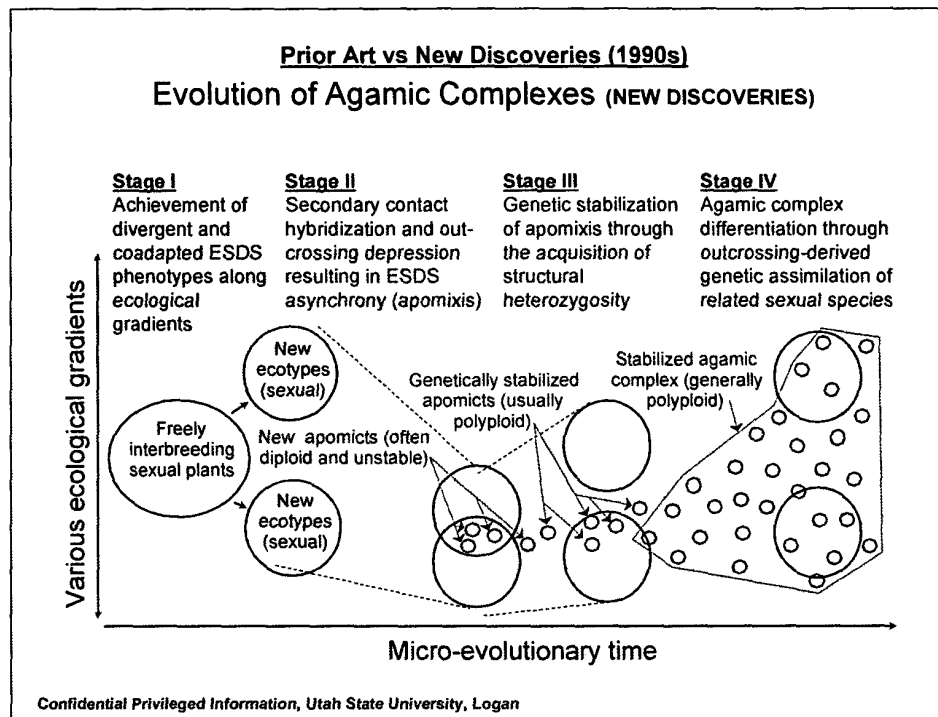 Prior Art vs New Discoveries (1990s)
Evolution of Agamic Complexes (NEW DISCOVERIES)
Stage I
Achievement of
divergent and
coadapted ESDS
phenotypes along
ecological
gradients
Stage II
Secondary contact
hybridization and out-
crossing depression
resulting in ESDS
asynchrony (apomixis)
Stage III
Genetic stabilization
of apomixis through
the acquisition of
structural
heterozygosity
Stage IV
Agamic complex
differentiation through
outcrossing-derived
genetic assimilation of
related sexual species
Various ecological gradients
Freely
interbreeding
sexual plants
New
ecotypes
(sexual)
New
ecotypes
(sexual)
New apomicts (often
diploid and unstable)
Genetically stabilized
apomicts (usually
polyploid)
Stabilized agamic
complex (generally
polyploid)
Micro-evolutionary time
Confidential Privileged Information, Utah State University, Logan